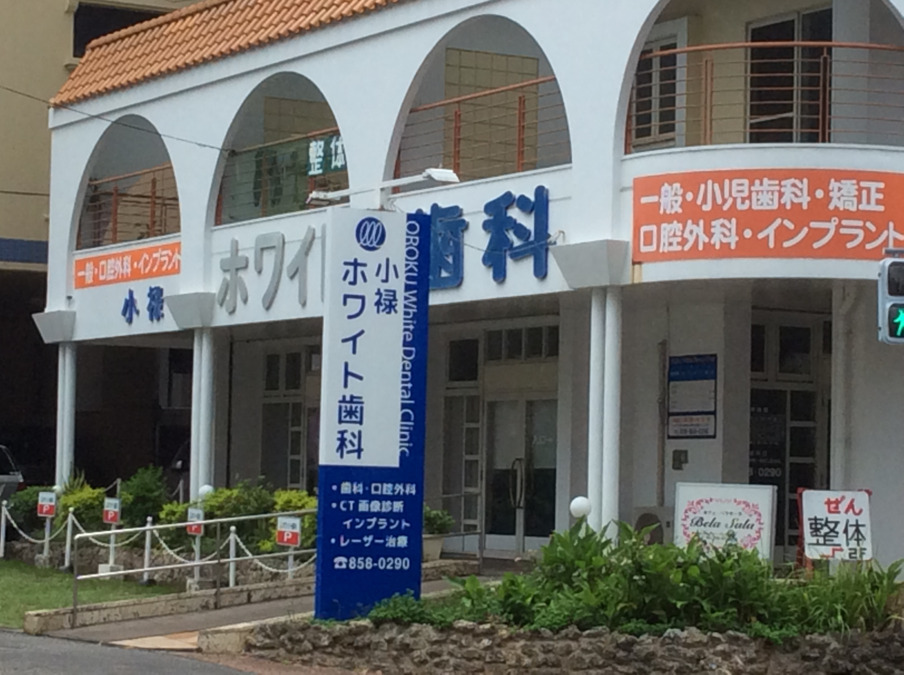 整体
一般・小児歯科・矯正
口腔外科・インプラント
一般・口腔外科・インプラント
小禄
ホワイ
歯科
小禄
ホワイト歯科
OROKU White Dental Clinic
・歯科・口腔外科
・CT画像診断
インプラント
・レーザー治療
☎858-0290
P
P
P
P
8-0290
Bela Sala
ぜん
整体